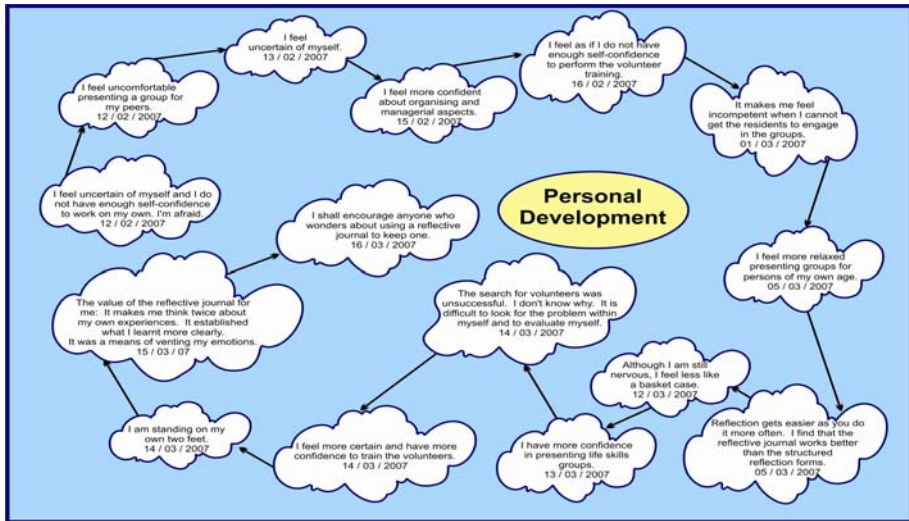 I feel uncertain of myself and I do
not have enough self-confidence
to work on my own. I'm afraid.
12 / 02 / 2007
I feel uncomfortable
presenting a group for
my peers.
12 / 02 / 2007
I feel
uncertain of myself.
13 / 02 / 2007
I feel more confident
about organising and
managerial aspects.
15 / 02 / 2007
I feel as if I do not have
enough self-confidence
to perform the volunteer
training.
16 / 02 / 2007
It makes me feel
incompetent when I cannot
get the residents to engage
in the groups.
01 / 03 / 2007
Personal
Development
I feel more relaxed
presenting groups for
persons of my own age.
05 / 03 / 2007
Reflection gets easier as you do
it more often. I find that the
reflective journal works better
than the structured
reflection forms.
05 / 03 / 2007
Although I am still
nervous, I feel less like
a basket case.
12 / 03 / 2007
I have more confidence
in presenting life skills
groups.
13 / 03 / 2007
The search for volunteers was
unsuccessful. I don't know why. It is
difficult to look for the problem within
myself and to evaluate myself.
14 / 03 / 2007
I feel more certain and have more
confidence to train the volunteers.
14 / 03 / 2007
I am standing on my
own two feet.
14 / 03 / 2007
The value of the reflective journal for
me: It makes me think twice about
my own experiences. It established
what I learnt more clearly.
It was a means of venting my emotions.
15 / 03 / 07
I shall encourage anyone who
wonders about using a reflective
journal to keep one.
16 / 03 / 2007